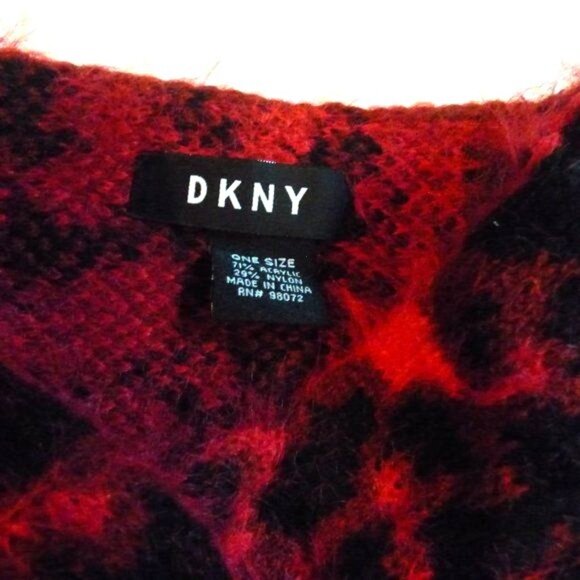 DKNY
ONE SIZE
71% ACRYLIC
29% NYLON
MADE IN CHINA
RN# 98072